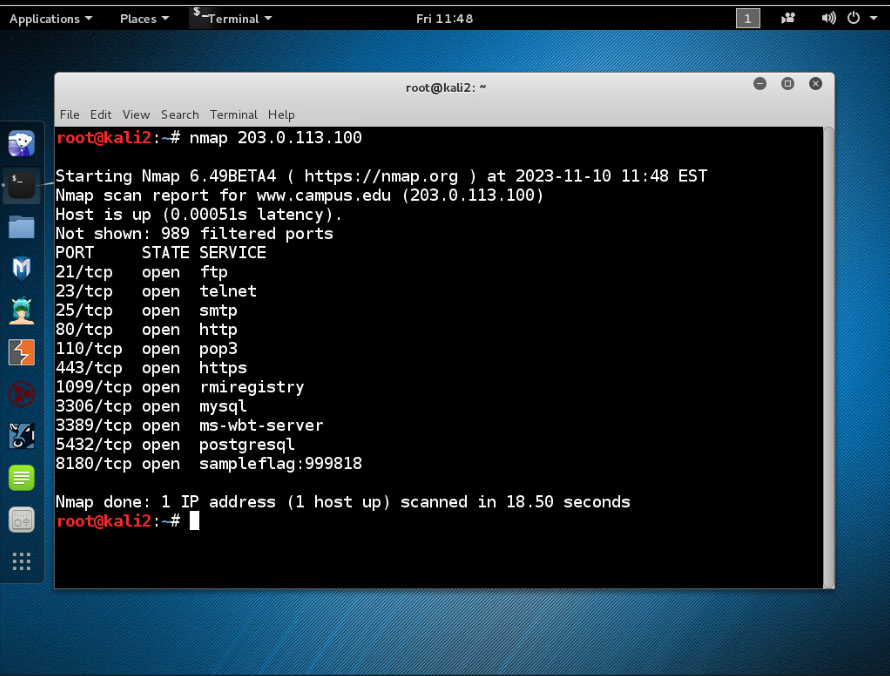 Applications Places $_Terminal Fri 11:48 1
root@kali2: ~
File Edit View Search Terminal Help
root@kali2:~# nmap 203.0.113.100
Starting Nmap 6.49BETA4 ( https://nmap.org ) at 2023-11-10 11:48 EST
Nmap scan report for www.campus.edu (203.0.113.100)
Host is up (0.00051s latency).
Not shown: 989 filtered ports
PORT     STATE SERVICE
21/tcp   open  ftp
23/tcp   open  telnet
25/tcp   open  smtp
80/tcp   open  http
110/tcp  open  pop3
443/tcp  open  https
1099/tcp open  rmiregistry
3306/tcp open  mysql
3389/tcp open  ms-wbt-server
5432/tcp open  postgresql
8180/tcp open  sampleflag:999818
Nmap done: 1 IP address (1 host up) scanned in 18.50 seconds
root@kali2:~#